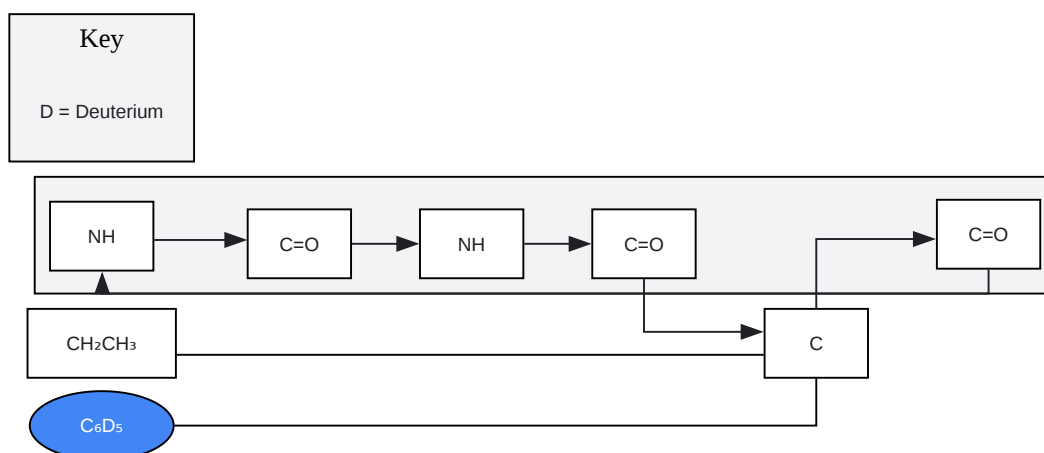 Key
D = Deuterium
NH
C=O
NH
C=O
C=O
CH₂CH₃
C
C₆D₅